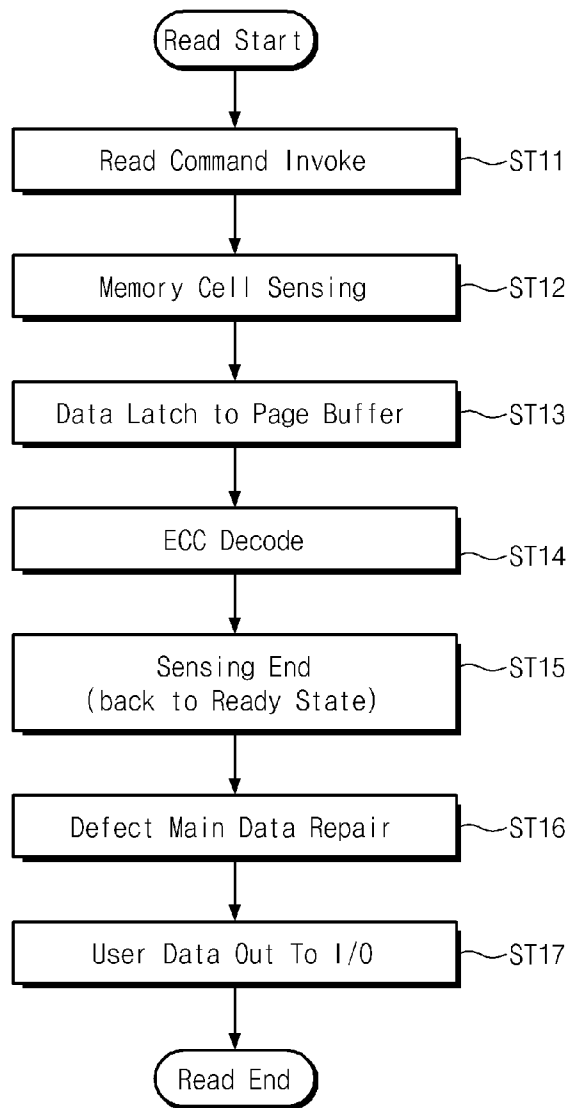 Read Start
Read Command Invoke
ST11
Memory Cell Sensing
ST12
Data Latch to Page Buffer
ST13
ECC Decode
ST14
Sensing End
(back to Ready State)
ST15
Defect Main Data Repair
ST16
User Data Out To I/O
ST17
Read End